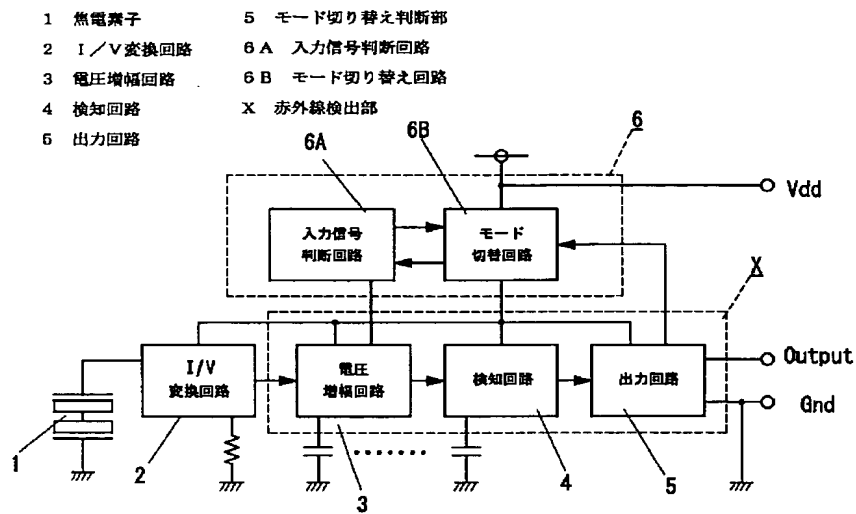 1 焦電素子
2 I/V変換回路
3 電圧増幅回路
4 検知回路
5 出力回路
5 モード切り替え判断部
6A 入力信号判断回路
6B モード切り替え回路
X 赤外線検出部
6A
6B
6
Vdd
入力信号
判断回路
モード
切替回路
X
I/V
変換回路
電圧
増幅回路
検知回路
出力回路
Output
Gnd
1
2
3
4
5